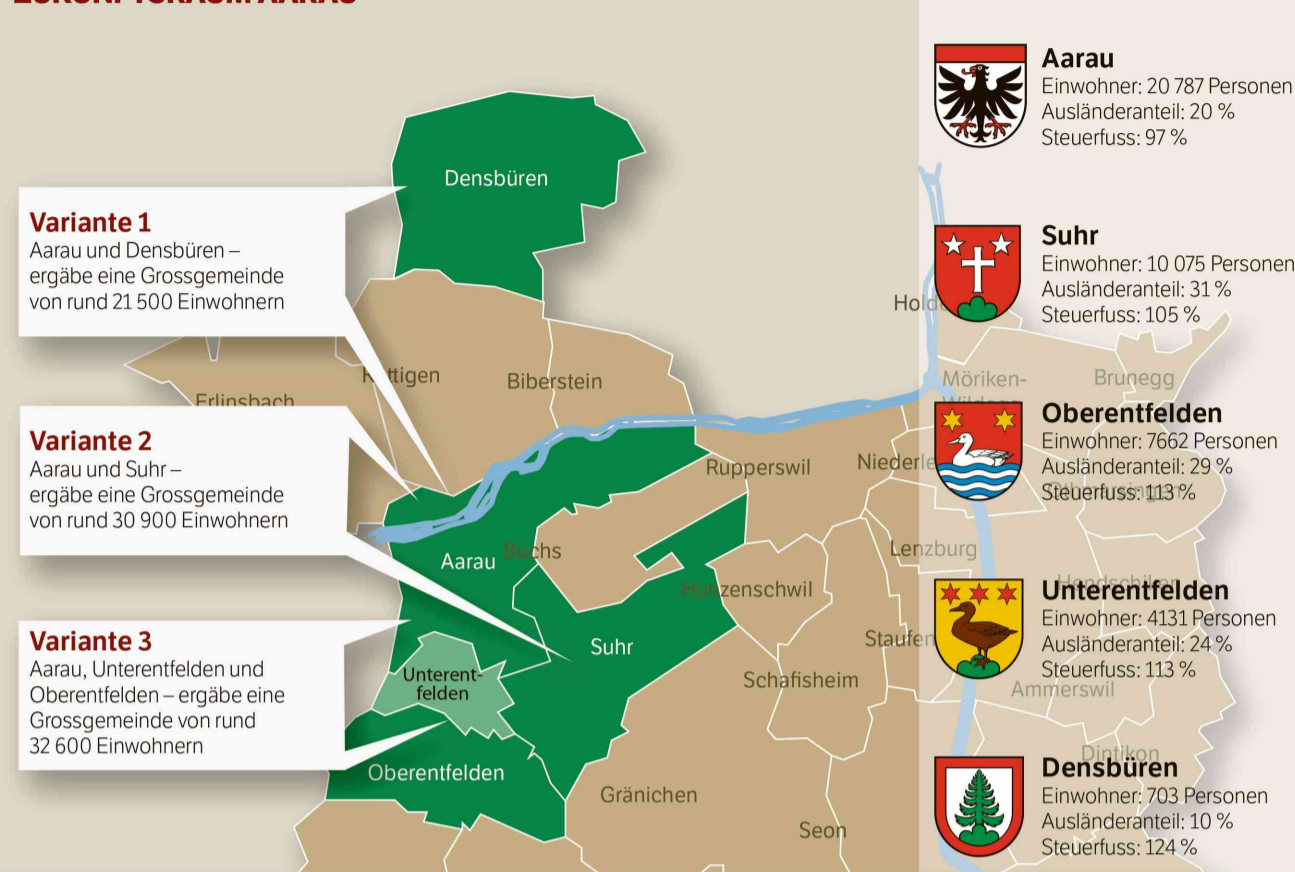 Variante 1
Aarau und Densbüren –
ergäbe eine Grossgemeinde
von rund 21 500 Einwohnern
Variante 2
Aarau und Suhr –
ergäbe eine Grossgemeinde
von rund 30 900 Einwohnern
Variante 3
Aarau, Unterentfelden und
Oberentfelden – ergäbe eine
Grossgemeinde von rund
32 600 Einwohnern
Densbüren
Biberstein
Erlinsbach
Rupperswil
Aarau
Buchs
Hunzenschwil
Suhr
Unterent-
felden
Oberentfelden
Schafisheim
Gränichen
Seon
Staufen
Lenzburg
Möriken-
Brunegg
Ammerswil
Dintikon
Aarau
Einwohner: 20 787 Personen
Ausländeranteil: 20 %
Steuerfuss: 97 %
Suhr
Einwohner: 10 075 Personen
Ausländeranteil: 31 %
Steuerfuss: 105 %
Oberentfelden
Einwohner: 7662 Personen
Ausländeranteil: 29 %
Steuerfuss: 113 %
Unterentfelden
Einwohner: 4131 Personen
Ausländeranteil: 24 %
Steuerfuss: 113 %
Densbüren
Einwohner: 703 Personen
Ausländeranteil: 10 %
Steuerfuss: 124 %